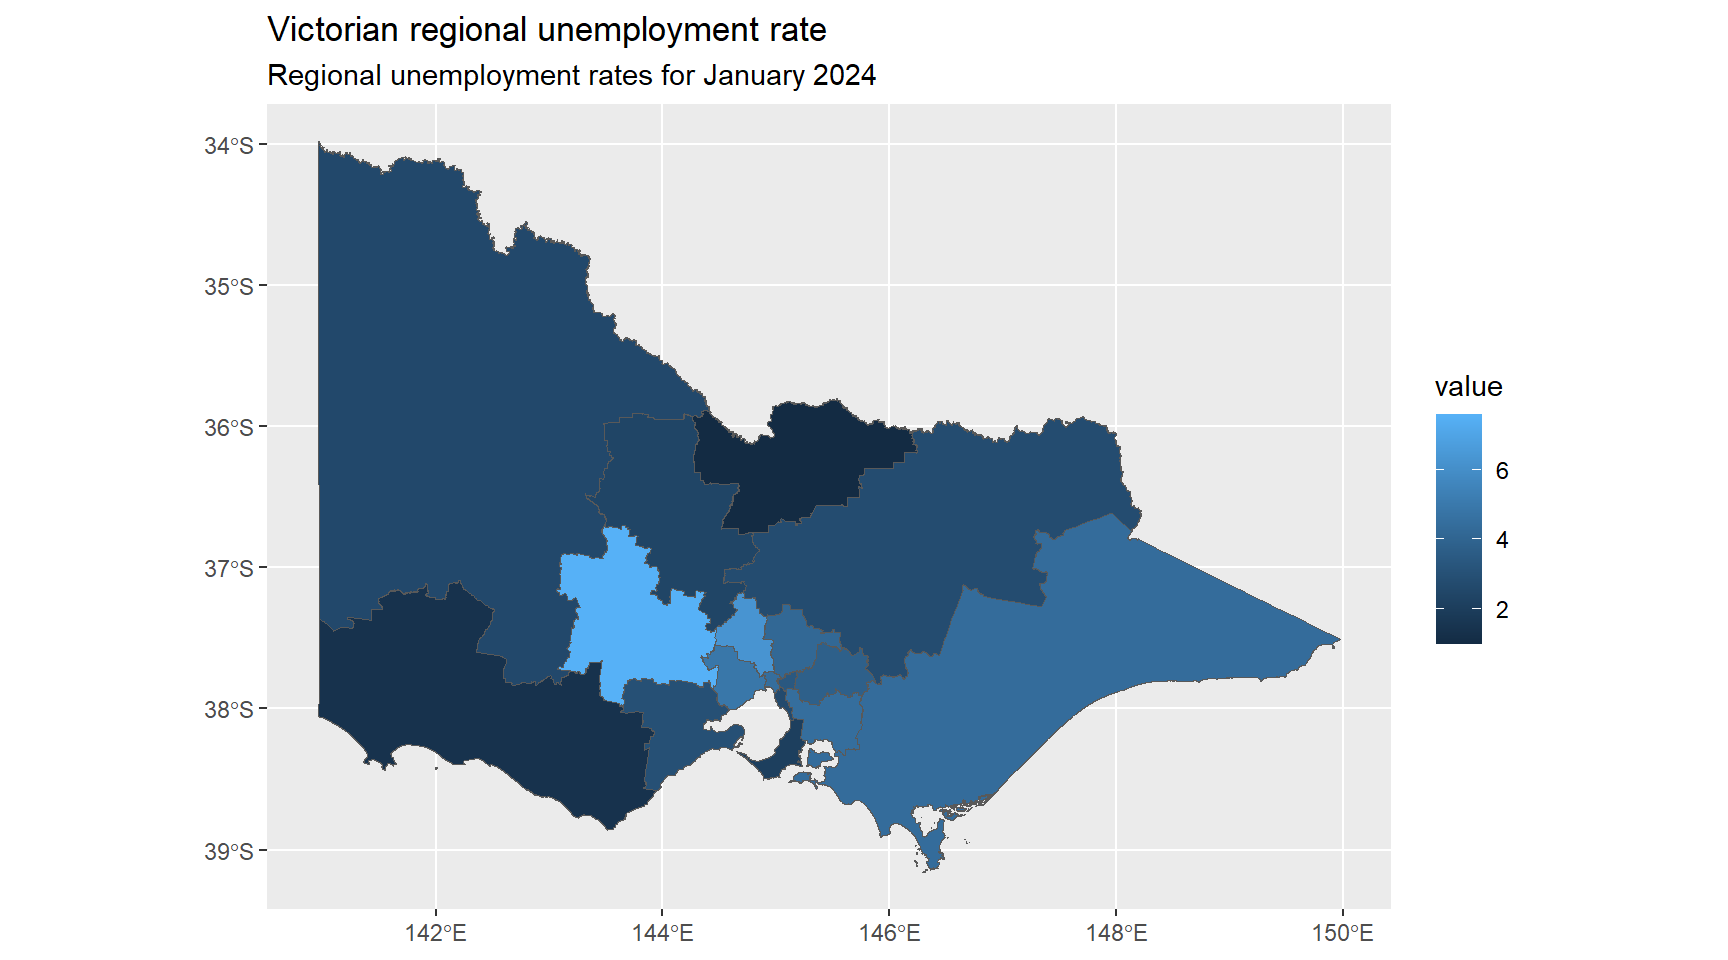 Victorian regional unemployment rate
Regional unemployment rates for January 2024
34°S
35°S
36°S
37°S
38°S
39°S
142°E
144°E
146°E
148°E
150°E
value
6
4
2